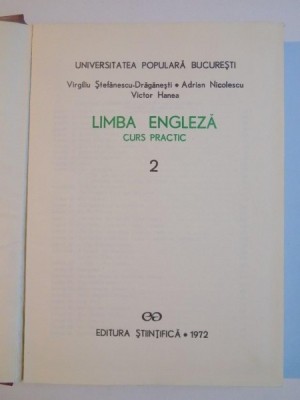 UNIVERSITATEA POPULARĂ BUCUREȘTI
Virgiliu Ștefănescu-Drăgănești • Adrian Nicolescu
Victor Hanea
LIMBA ENGLEZĂ
CURS PRACTIC
2
EDITURA ȘTIINȚIFICĂ • 1972